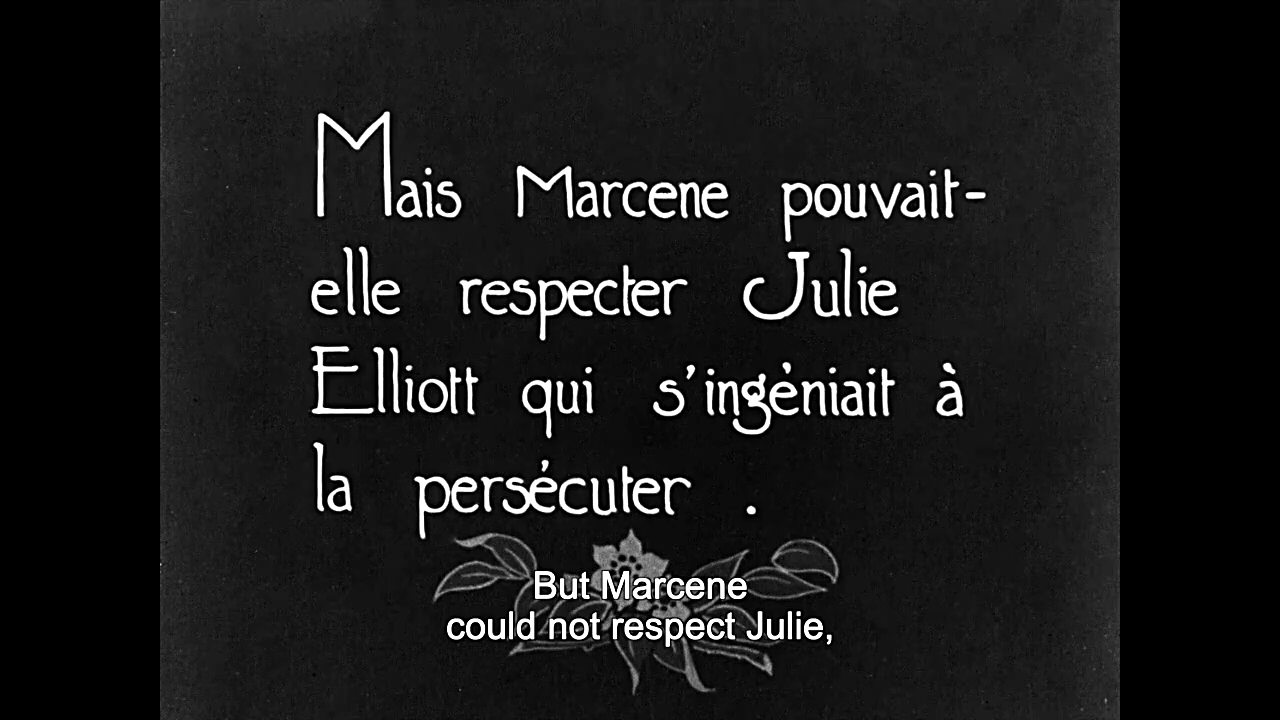 Mais Marcene pouvait-
elle respecter Julie
Elliott qui s'ingéniait à
la persécuter .
But Marcene
could not respect Julie,